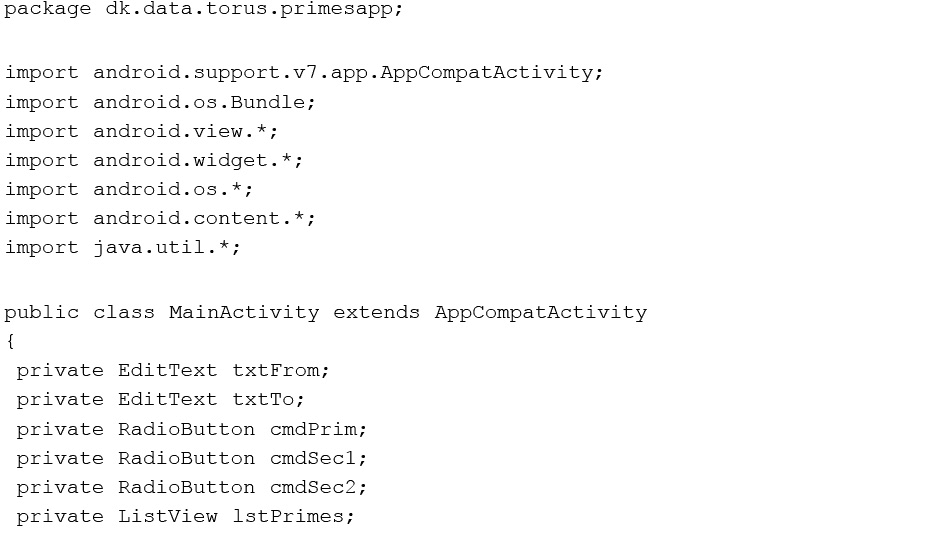 package dk.data.torus.primesapp;
import android.support.v7.app.AppCompatActivity;
import android.os.Bundle;
import android.view.*;
import android.widget.*;
import android.os.*;
import android.content.*;
import java.util.*;
public class MainActivity extends AppCompatActivity
{
private EditText txtFrom;
private EditText txtTo;
private RadioButton cmdPrim;
private RadioButton cmdSec1;
private RadioButton cmdSec2;
private ListView lstPrimes;